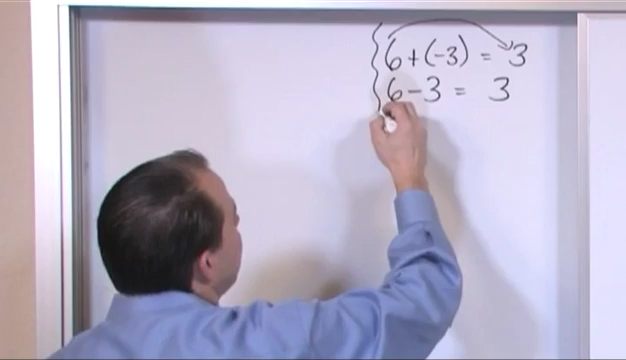 6 + (-3) = 3
6 - 3 = 3